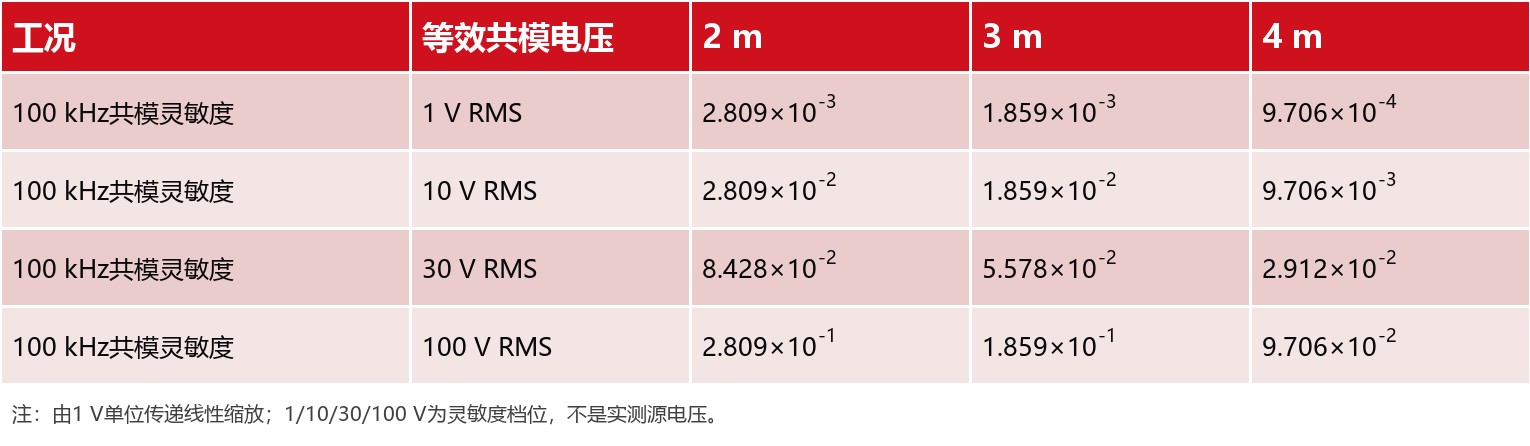 工况 等效共模电压 2 m 3 m 4 m
100 kHz共模灵敏度 1 V RMS 2.809×10⁻³ 1.859×10⁻³ 9.706×10⁻⁴
100 kHz共模灵敏度 10 V RMS 2.809×10⁻² 1.859×10⁻² 9.706×10⁻³
100 kHz共模灵敏度 30 V RMS 8.428×10⁻² 5.578×10⁻² 2.912×10⁻²
100 kHz共模灵敏度 100 V RMS 2.809×10⁻¹ 1.859×10⁻¹ 9.706×10⁻²
注：由1 V单位传递线性缩放；1/10/30/100 V为灵敏度档位，不是实测源电压。